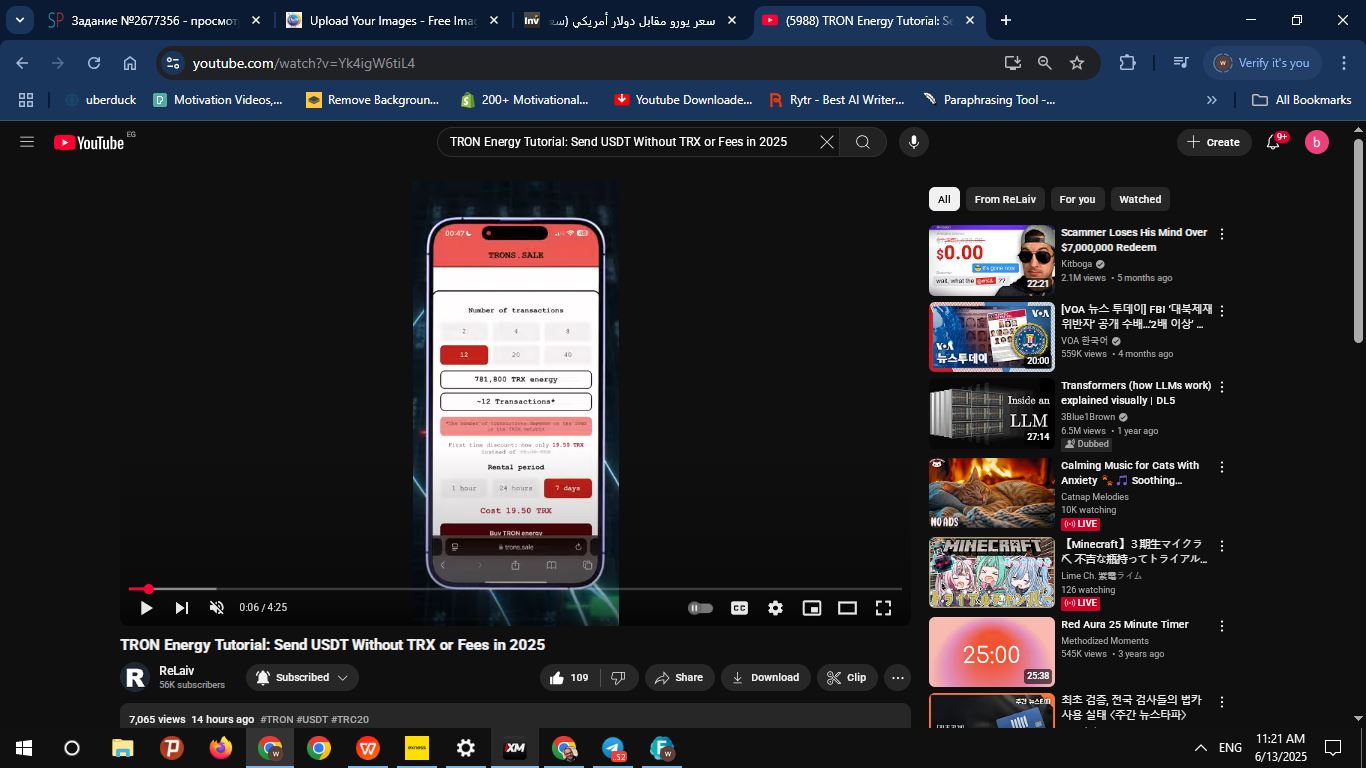 Задание №2677356 - просмот
Upload Your Images - Free Imag
سعر يورو مقابل دولار أمريكي (سع
(5988) TRON Energy Tutorial: Se
youtube.com/watch?v=Yk4igW6tiL4
Verify it's you
uberduck
Motivation Videos,...
Remove Backgroun...
200+ Motivational...
Youtube Downloade...
Rytr - Best AI Writer...
Paraphrasing Tool -...
All Bookmarks
YouTube EG
TRON Energy Tutorial: Send USDT Without TRX or Fees in 2025
Create
9+
b
00:47
TRONS.SALE
Number of transactions
2 4 8
12 20 40
781,800 TRX energy
~12 Transactions*
*The number of transactions depends on the load
in the TRON network
First time discount: now only 19.50 TRX
instead of
Rental period
1 hour 24 hours 7 days
Cost 19.50 TRX
Buy TRON energy
trons.sale
0:06 / 4:25
CC
TRON Energy Tutorial: Send USDT Without TRX or Fees in 2025
R
ReLaiv
56K subscribers
Subscribed
109
Share
Download
Clip
7,065 views 14 hours ago #TRON #USDT #TRC20
All
From ReLaiv
For you
Watched
$0.00
it's gone now
wait, what the ??
22:21
Scammer Loses His Mind Over
$7,000,000 Redeem
Kitboga
2.1M views • 5 months ago
VOA
뉴스투데이
20:00
[VOA 뉴스 투데이] FBI '대북제재
위반자' 공개 수배...'2배 이상' ...
VOA 한국어
559K views • 4 months ago
Inside an
LLM
27:14
Transformers (how LLMs work)
explained visually | DL5
3Blue1Brown
6.5M views • 1 year ago
Dubbed
NO ADS
Calming Music for Cats With
Anxiety 🐾🎵 Soothing...
Catnap Melodies
10K watching
LIVE
MINECRAFT
【Minecraft】３期生マイクラ
⛏ 不吉な瓶持ってトライアル...
Lime Ch. 紫電ライム
126 watching
LIVE
25:00
25:38
Red Aura 25 Minute Timer
Methodized Moments
545K views • 3 years ago
최초 검증, 전국 검사들의 법카
사용 실태 <주간 뉴스타파>
exness
XM
52
ENG
11:21 AM
6/13/2025